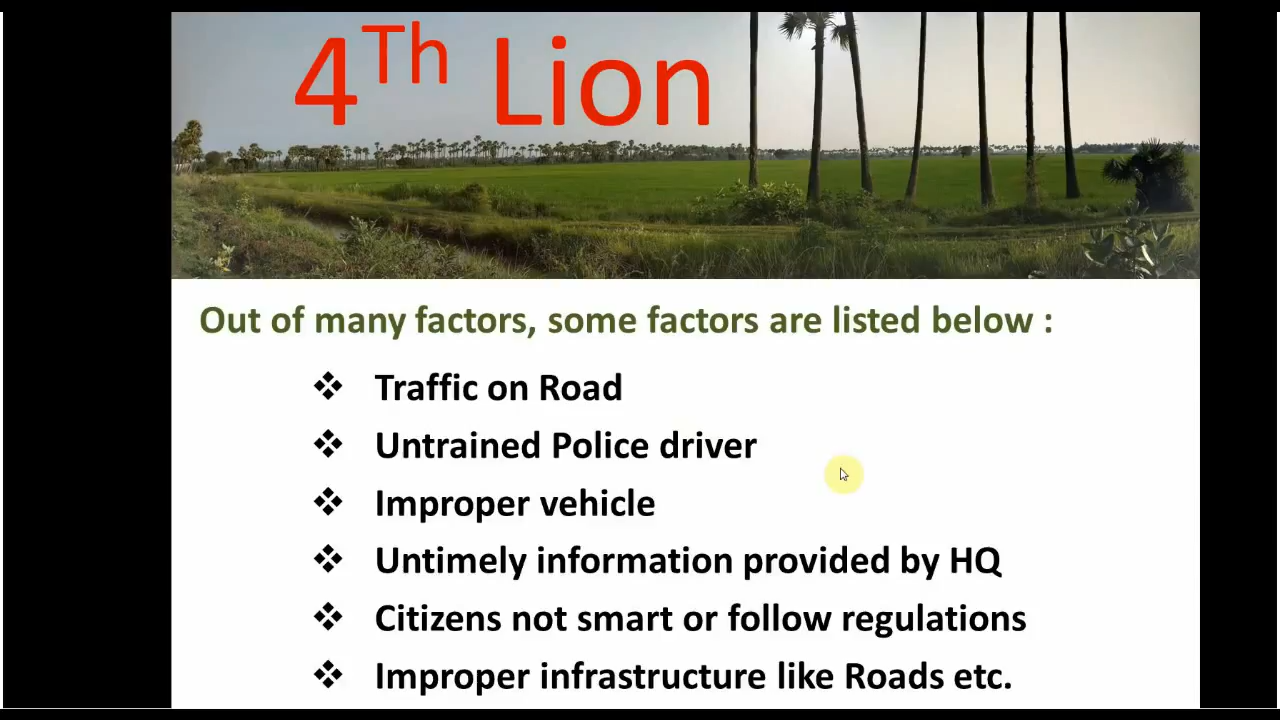 4Th Lion
Out of many factors, some factors are listed below :
❖ Traffic on Road
❖ Untrained Police driver
❖ Improper vehicle
❖ Untimely information provided by HQ
❖ Citizens not smart or follow regulations
❖ Improper infrastructure like Roads etc.